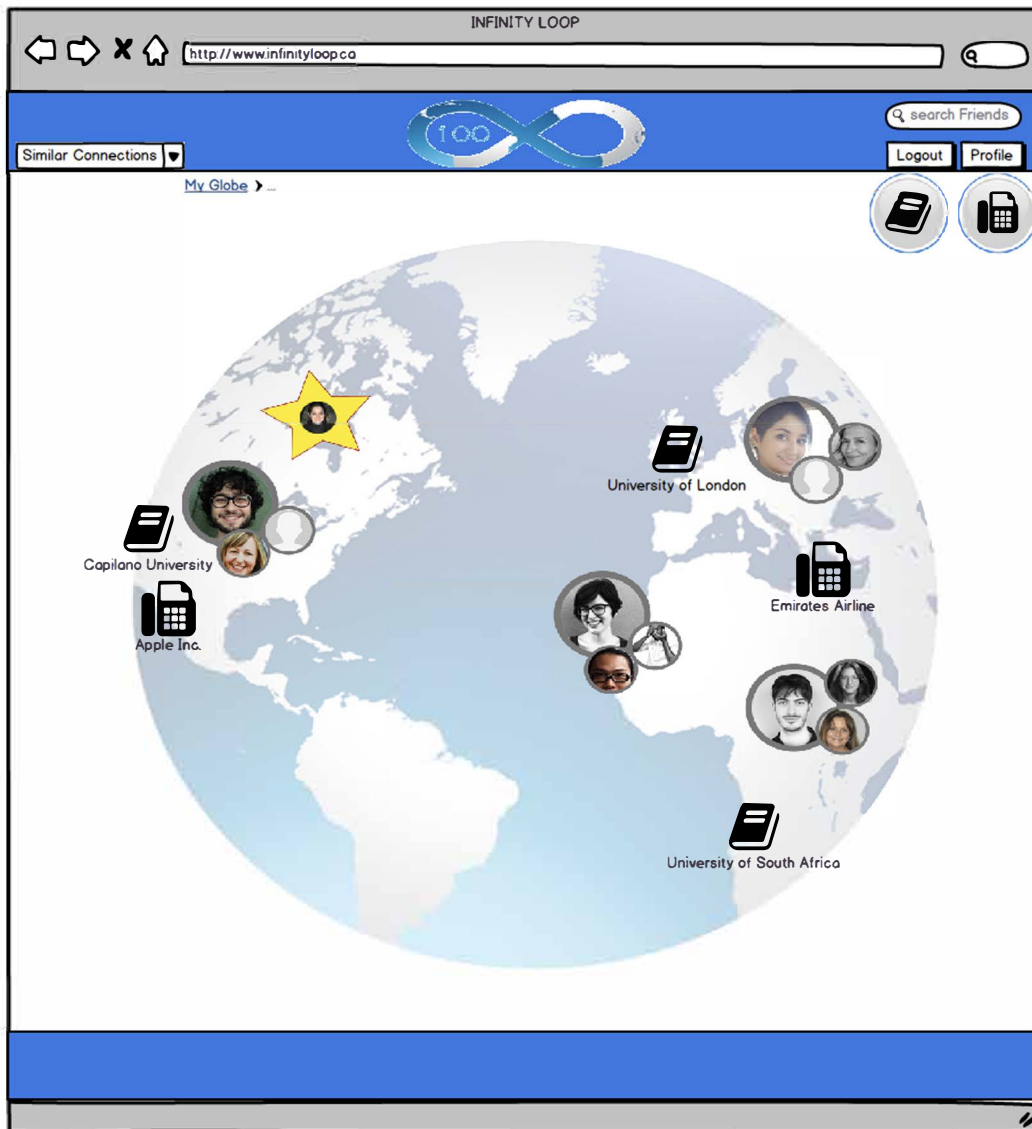 INFINITY LOOP
http://www.infinityloop.ca
100
search Friends
Similar Connections
Logout
Profile
My Globe > ...
University of London
Capilano University
Emirates Airline
Apple Inc.
University of South Africa